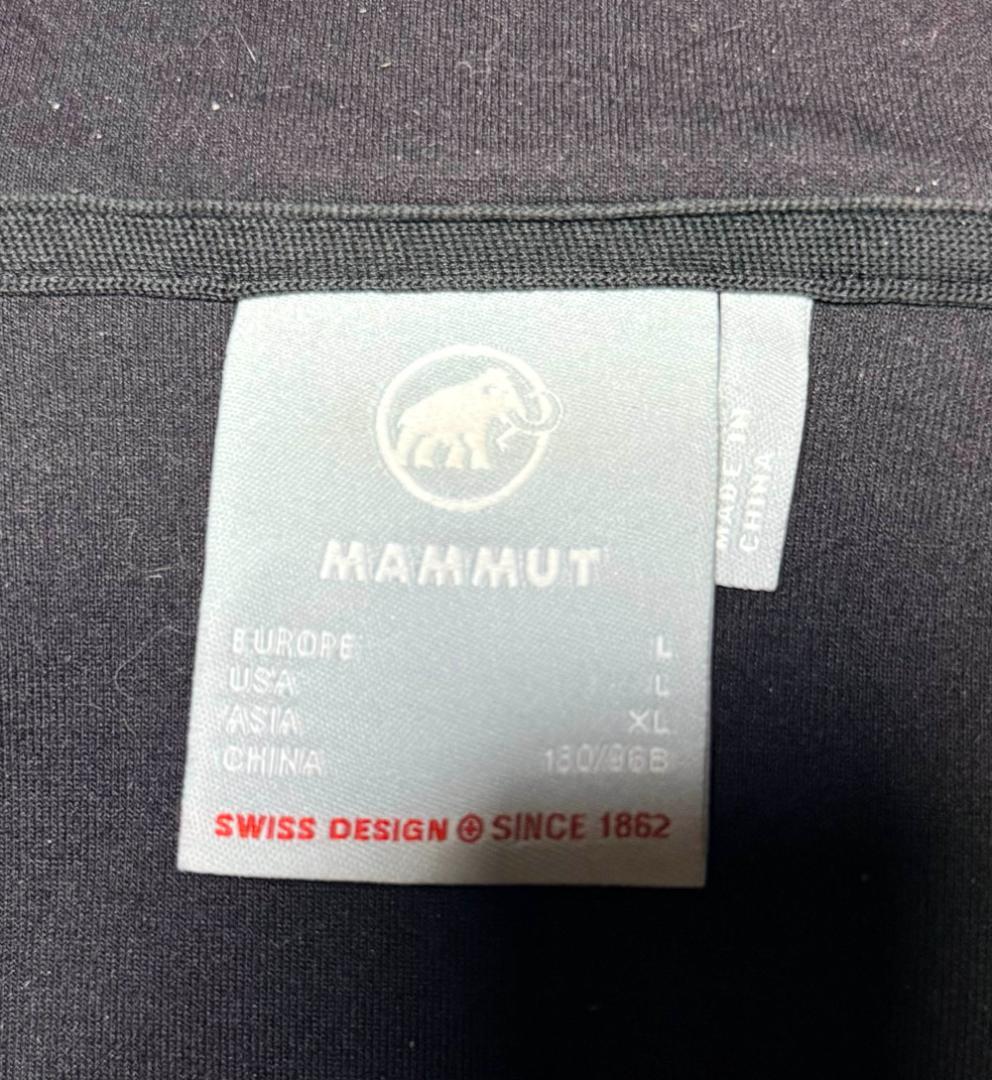 MAMMUT
EUROPE L
USA L
ASIA XL
CHINA 180/96B
SWISS DESIGN SINCE 1862
MADE IN
CHINA